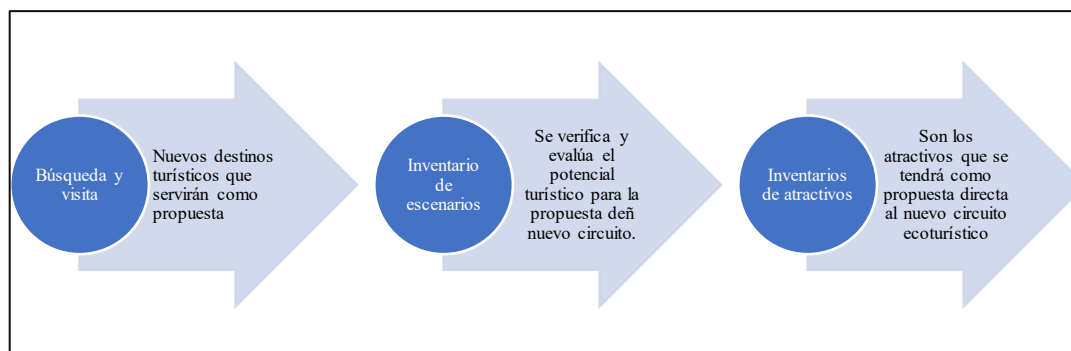 Búsqueda y
visita
Nuevos destinos
turísticos que
servirán como
propuesta
Inventario
de
escenarios
Se verifica y
evalúa el
potencial
turístico para la
propuesta deñ
nuevo circuito.
Inventarios
de atractivos
Son los
atractivos que se
tendrá como
propuesta directa
al nuevo circuito
ecoturístico